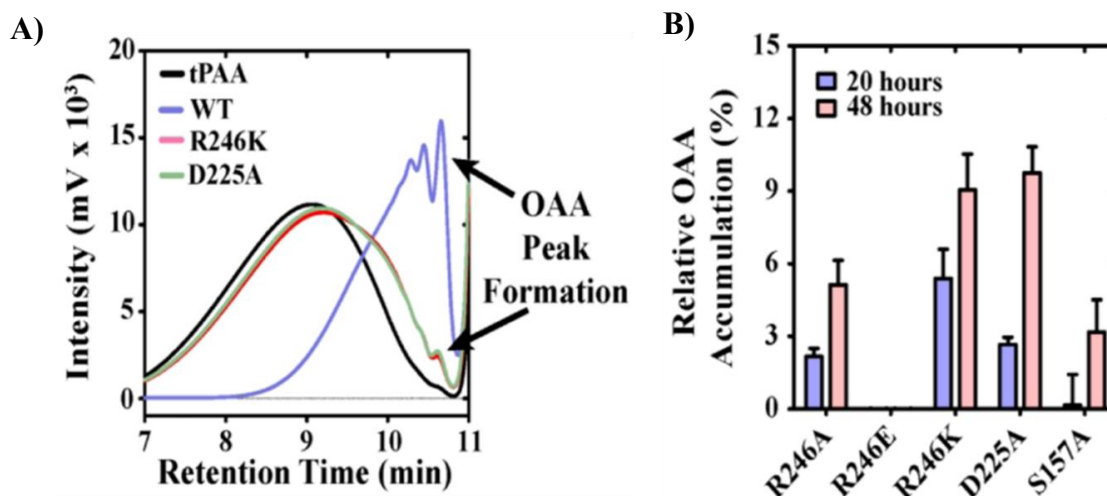 A)
Intensity (mV x 10³)
20
15
10
5
0
tPAA
WT
R246K
D225A
OAA
Peak
Formation
7 8 9 10 11
Retention Time (min)
B)
Relative OAA
Accumulation (%)
15
12
9
6
3
0
20 hours
48 hours
R246A
R246E
R246K
D225A
S157A